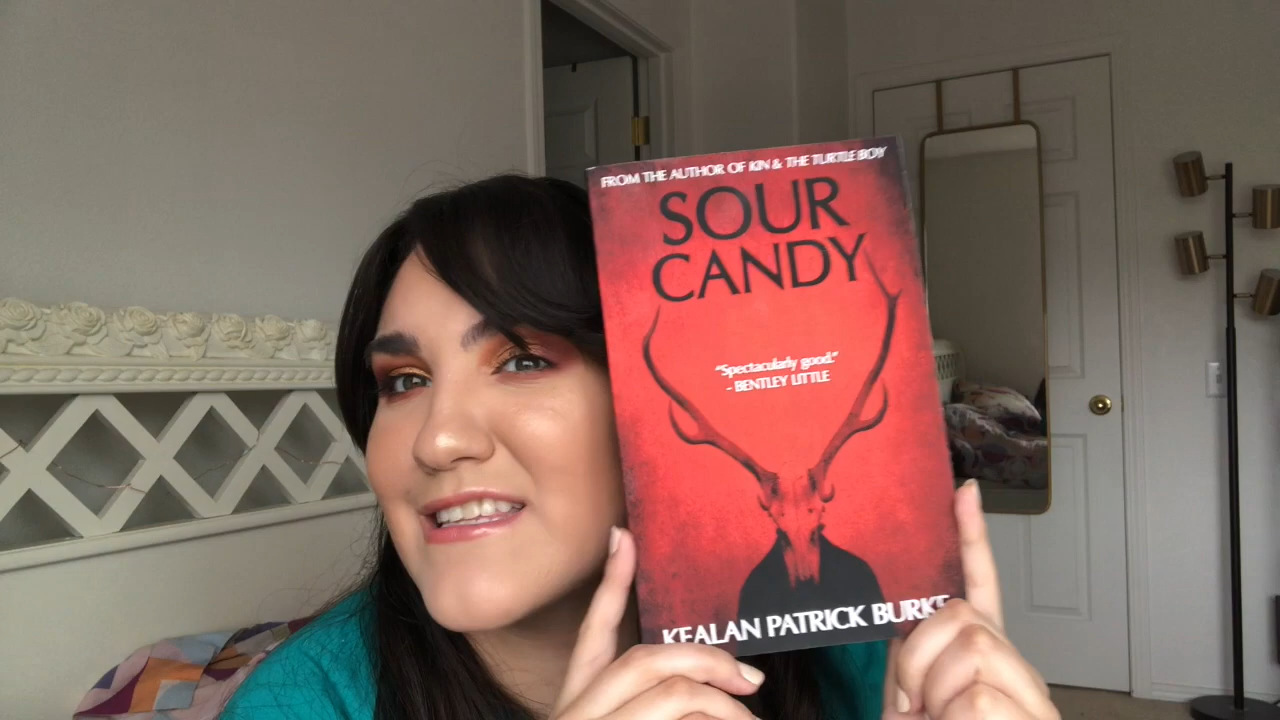 FROM THE AUTHOR OF KIN & THE TURTLE BOY
SOUR
CANDY
“Spectacularly good.”
- BENTLEY LITTLE
KEALAN PATRICK BURKE